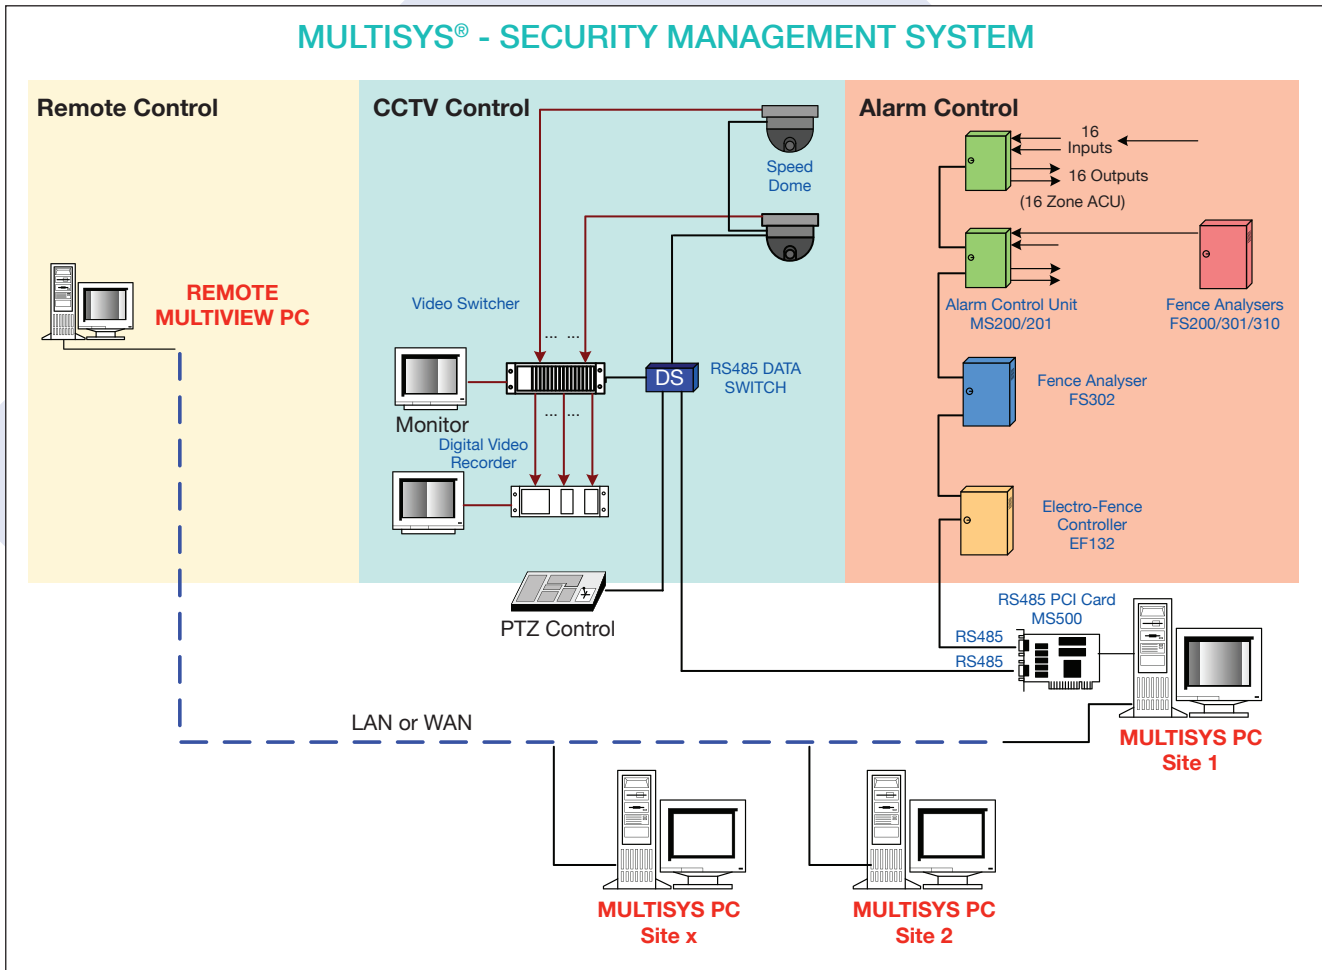 MULTISYS® - SECURITY MANAGEMENT SYSTEM
Remote Control
CCTV Control
Alarm Control
Speed
Dome
16
Inputs
16 Outputs
(16 Zone ACU)
REMOTE
MULTIVIEW PC
Video Switcher
... ...
Alarm Control Unit
MS200/201
Fence Analysers
FS200/301/310
DS
RS485 DATA
SWITCH
Fence Analyser
FS302
Monitor
... ...
Digital Video
Recorder
Electro-Fence
Controller
EF132
PTZ Control
RS485 PCI Card
MS500
RS485
RS485
LAN or WAN
MULTISYS PC
Site 1
MULTISYS PC
Site x
MULTISYS PC
Site 2